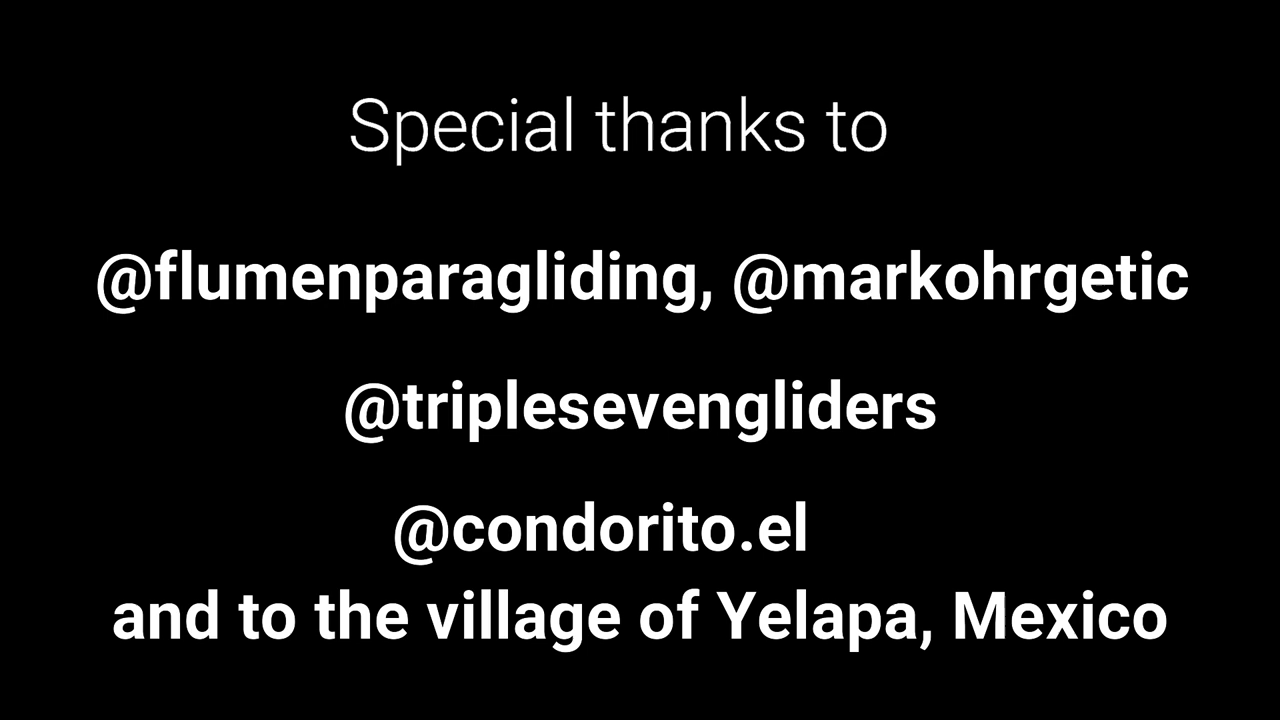 Special thanks to
@flumenparagliding, @markohrgetic
@triplesevengliders
@condorito.el
and to the village of Yelapa, Mexico